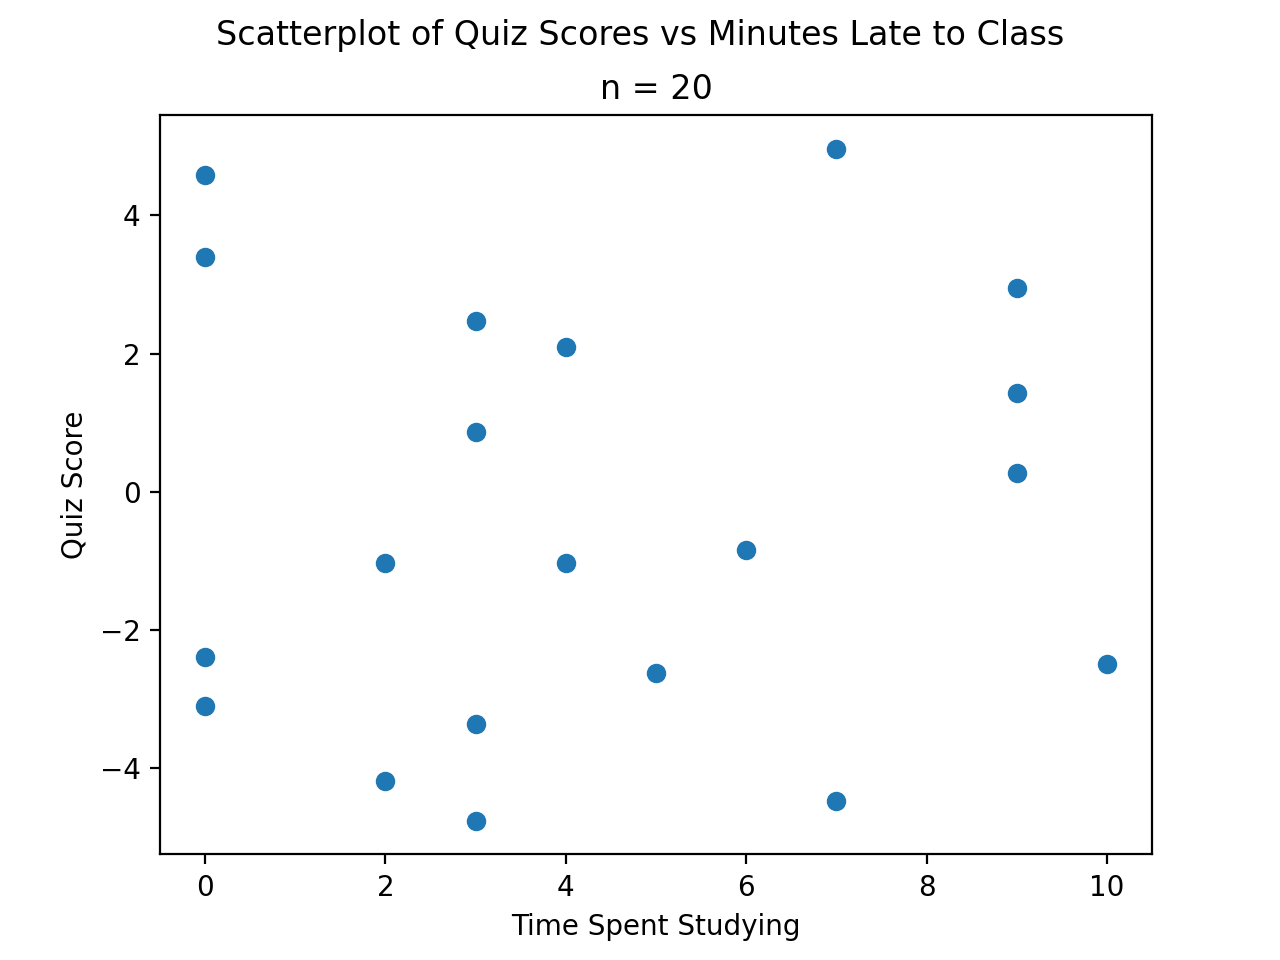 Scatterplot of Quiz Scores vs Minutes Late to Class
n = 20
4
2
0
−2
−4
Quiz Score
0 2 4 6 8 10
Time Spent Studying